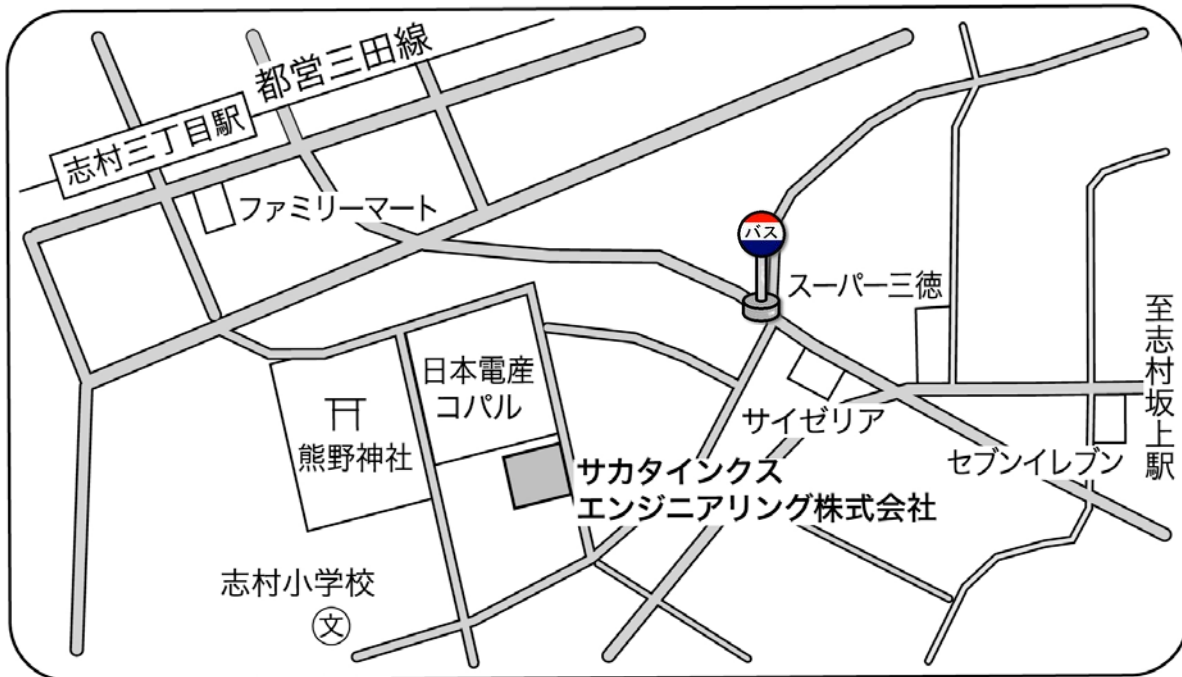 都営三田線
志村三丁目駅
ファミリーマート
バス
スーパー三徳
至志村坂上駅
日本電産
コパル
熊野神社
サイゼリア
セブンイレブン
サカタインクス
エンジニアリング株式会社
志村小学校
文